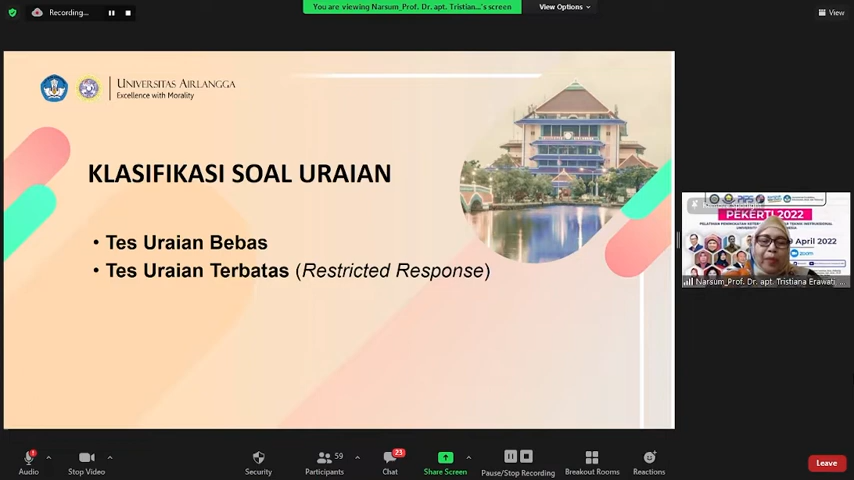 Recording...
You are viewing Narsum_Prof. Dr. apt. Tristian...'s screen
View Options
View
UNIVERSITAS AIRLANGGA
Excellence with Morality
KLASIFIKASI SOAL URAIAN
• Tes Uraian Bebas
• Tes Uraian Terbatas (Restricted Response)
PEKERTI 2022
April 2022
zoom
Narsum_Prof. Dr. apt. Tristiana Erawati ...
Audio
Stop Video
Security
59
Participants
23
Chat
Share Screen
Pause/Stop Recording
Breakout Rooms
Reactions
Leave